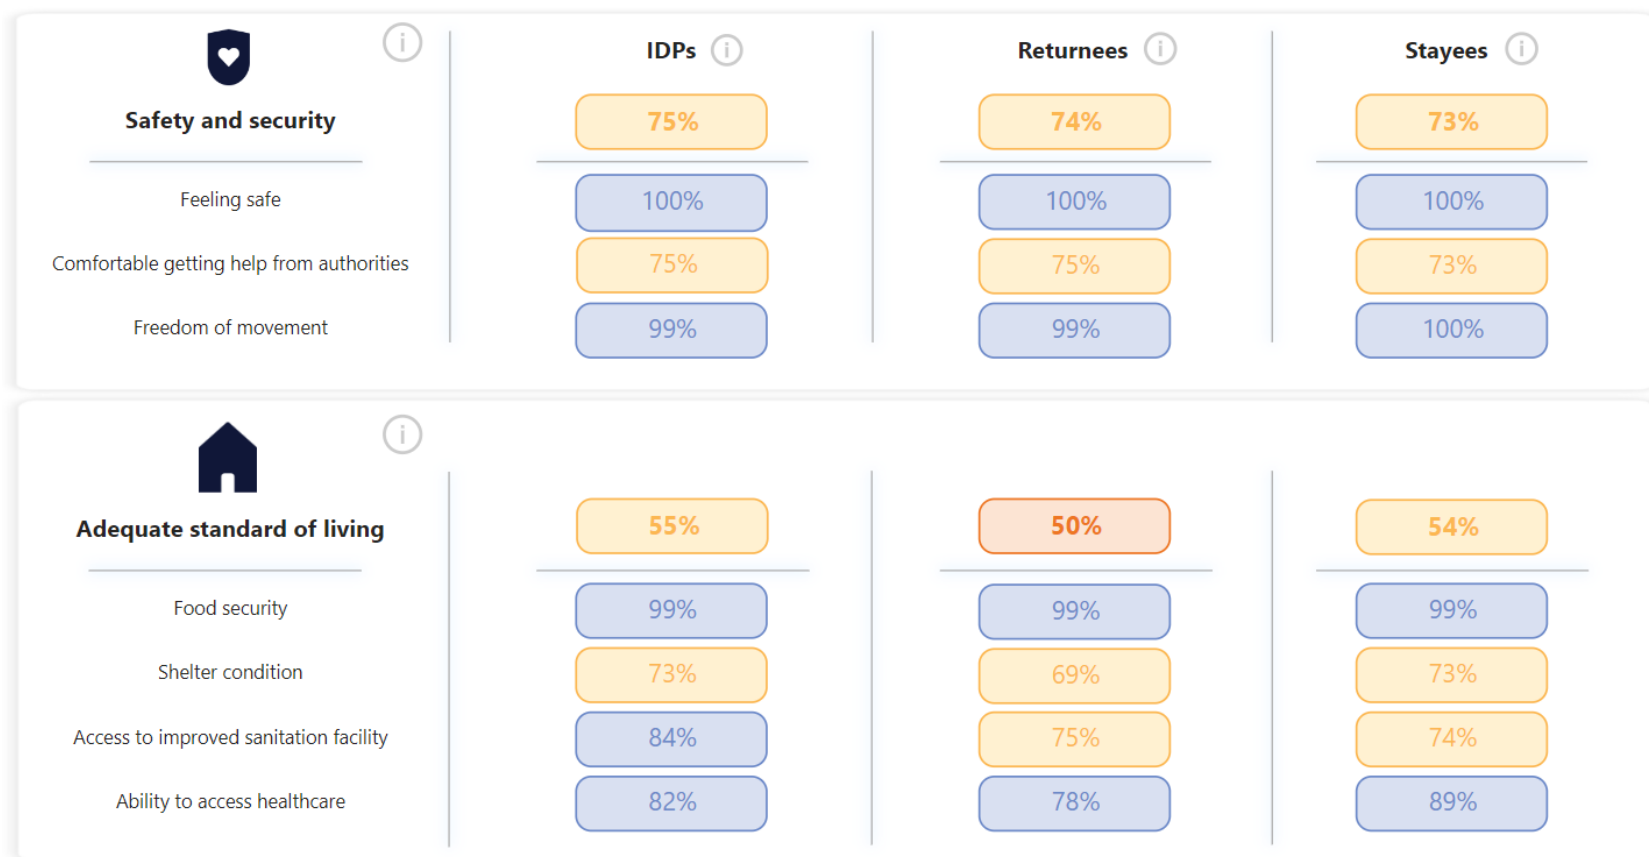 IDPs Returnees Stayees
Safety and security 75% 74% 73%
Feeling safe 100% 100% 100%
Comfortable getting help from authorities 75% 75% 73%
Freedom of movement 99% 99% 100%
Adequate standard of living 55% 50% 54%
Food security 99% 99% 99%
Shelter condition 73% 69% 73%
Access to improved sanitation facility 84% 75% 74%
Ability to access healthcare 82% 78% 89%